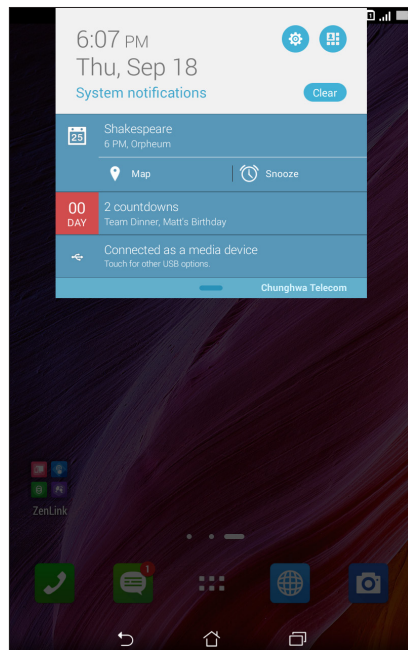 1
6:07 PM
Thu, Sep 18
System notifications
Clear
25
Shakespeare
6 PM, Orpheum
Map
Snooze
00
DAY
2 countdowns
Team Dinner, Matt's Birthday
Connected as a media device
Touch for other USB options.
Chunghwa Telecom
ZenLink
1